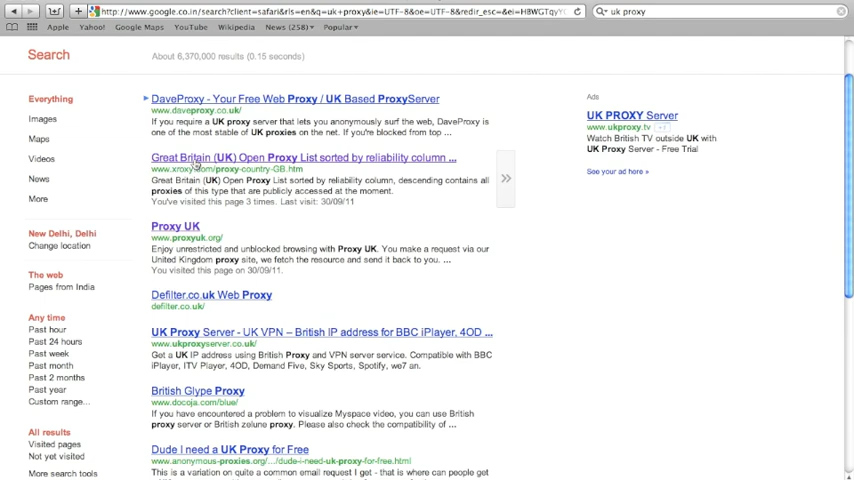 http://www.google.co.in/search?client=safari&rls=en&q=uk+proxy&ie=UTF-8&oe=UTF-8&redir_esc=&ei=
uk proxy
Apple Yahoo! Google Maps YouTube Wikipedia News (258) Popular
Search
About 6,370,000 results (0.15 seconds)
Everything
Images
Maps
Videos
News
More
New Delhi, Delhi
Change location
The web
Pages from India
Any time
Past hour
Past 24 hours
Past week
Past month
Past 2 months
Past year
Custom range...
All results
Visited pages
Not yet visited
More search tools
DaveProxy - Your Free Web Proxy / UK Based ProxyServer
www.daveproxy.co.uk/
If you require a UK proxy server that lets you anonymously surf the web, DaveProxy is
one of the most stable of UK proxies on the net. If you're blocked from top ...
Great Britain (UK) Open Proxy List sorted by reliability column ...
www.xroxy.com/proxy-country-GB.htm
Great Britain (UK) Open Proxy List sorted by reliability column, descending contains all
proxies of this type that are publicly accessed at the moment.
You've visited this page 3 times. Last visit: 30/09/11
Proxy UK
www.proxyuk.org/
Enjoy unrestricted and unblocked browsing with Proxy UK. You make a request via our
United Kingdom proxy site, we fetch the resource and send it back to you. ...
You visited this page on 30/09/11.
Defilter.co.uk Web Proxy
defilter.co.uk/
UK Proxy Server - UK VPN – British IP address for BBC iPlayer, 4OD ...
www.ukproxyserver.co.uk/
Get a UK IP address using British Proxy and VPN server service. Compatible with BBC
iPlayer, ITV Player, 4OD, Demand Five, Sky Sports, Spotify, we7 an.
British Glype Proxy
www.docoja.com/blue/
If you have encountered a problem to visualize Myspace video, you can use British
proxy server or British zelune proxy. Please also check the compatibility of ...
Dude I need a UK Proxy for Free
www.anonymous-proxies.org/.../dude-i-need-uk-proxy-for-free.html
This is a variation on quite a common email request I get - that is where can people get
Ads
UK PROXY Server
www.ukproxy.tv +1
Watch British TV outside UK with
UK Proxy Server - Free Trial
See your ad here »